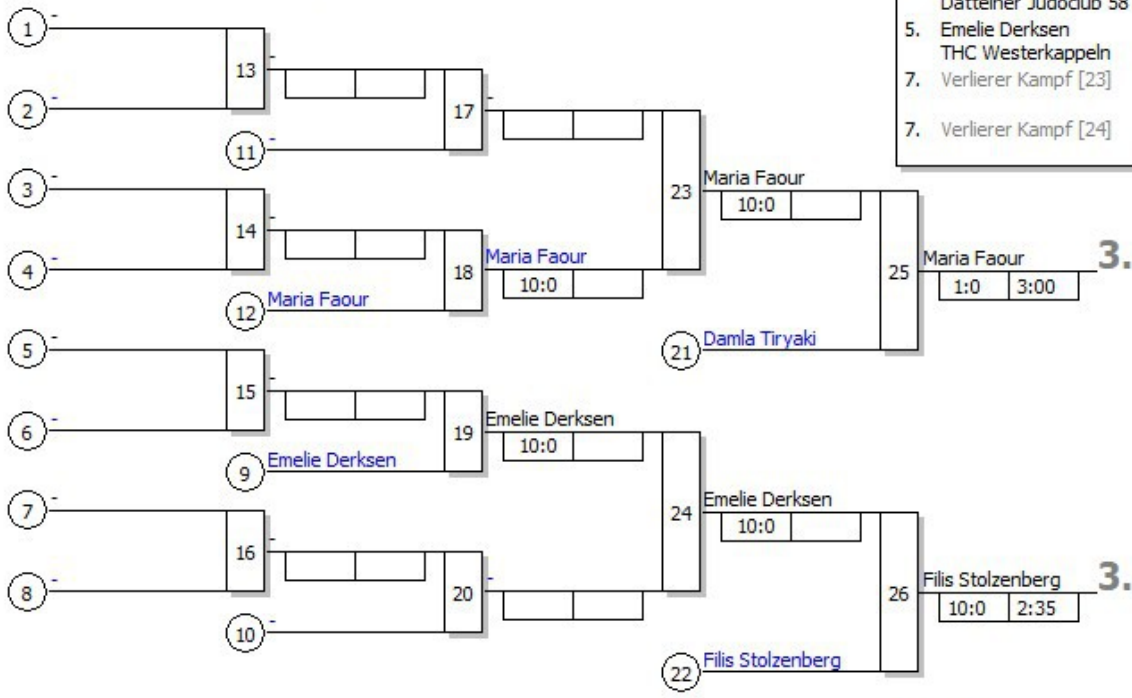 Dattelner Judoclub 58
5. Emelie Derksen
THC Westerkappeln
7. Verlierer Kampf [23]
7. Verlierer Kampf [24]
1 -
13 -
2 -
17 -
11 -
3 -
14 -
4 -
18 Maria Faour
10:0
12 Maria Faour
23 Maria Faour
10:0
25 Maria Faour 3.
1:0 3:00
21 Damla Tiryaki
5 -
15 -
6 -
19 Emelie Derksen
10:0
9 Emelie Derksen
7 -
16 -
8 -
20 -
10 -
24 Emelie Derksen
10:0
26 Filis Stolzenberg 3.
10:0 2:35
22 Filis Stolzenberg